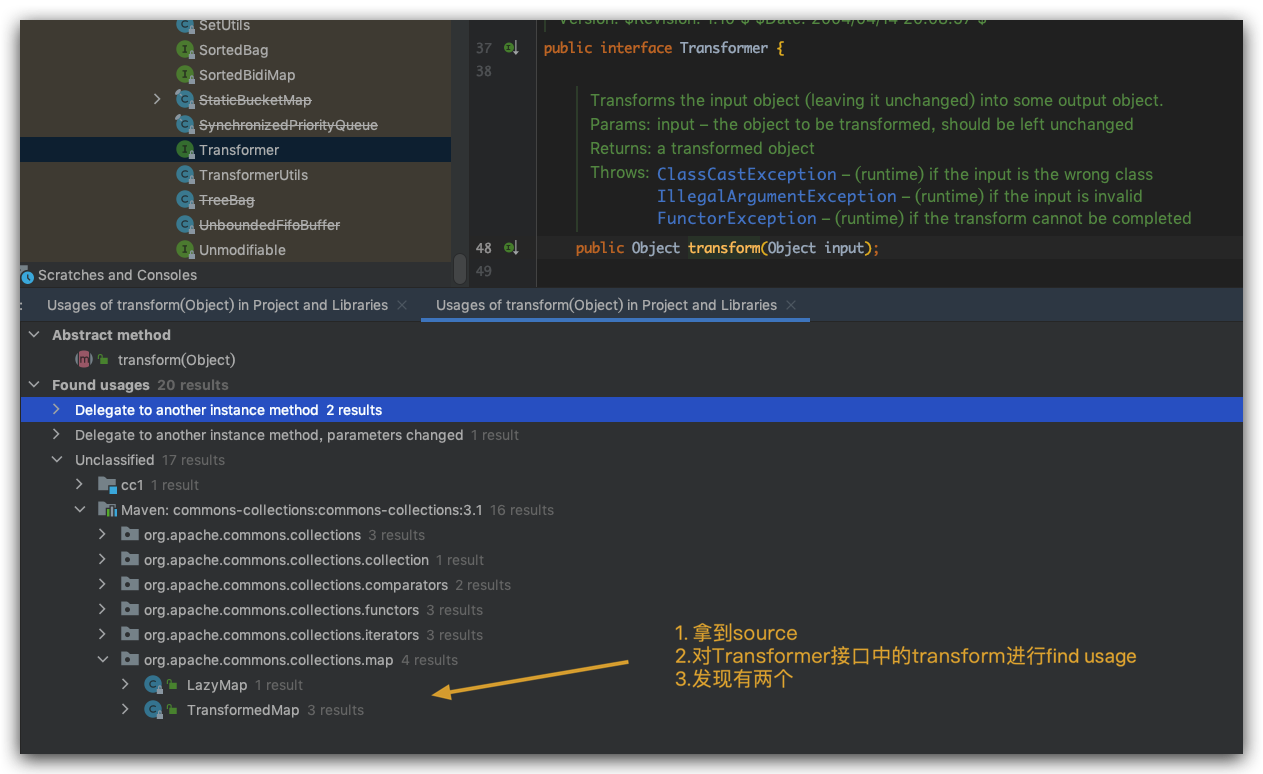 SetUtils
SortedBag
SortedBidiMap
StaticBucketMap
SynchronizedPriorityQueue
Transformer
TransformerUtils
TreeBag
UnboundedFifoBuffer
Unmodifiable
Scratches and Consoles
Version: $Revision: 1.10 $ $Date: 2004/04/14 20:08:57 $
37 public interface Transformer {
38
Transforms the input object (leaving it unchanged) into some output object.
Params: input – the object to be transformed, should be left unchanged
Returns: a transformed object
Throws: ClassCastException – (runtime) if the input is the wrong class
IllegalArgumentException – (runtime) if the input is invalid
FunctorException – (runtime) if the transform cannot be completed
48 public Object transform(Object input);
49
: Usages of transform(Object) in Project and Libraries × Usages of transform(Object) in Project and Libraries ×
Abstract method
transform(Object)
Found usages 20 results
Delegate to another instance method 2 results
Delegate to another instance method, parameters changed 1 result
Unclassified 17 results
cc1 1 result
Maven: commons-collections:commons-collections:3.1 16 results
org.apache.commons.collections 3 results
org.apache.commons.collections.collection 1 result
org.apache.commons.collections.comparators 2 results
org.apache.commons.collections.functors 3 results
org.apache.commons.collections.iterators 3 results
org.apache.commons.collections.map 4 results
LazyMap 1 result
TransformedMap 3 results
1. 拿到source
2.对Transformer接口中的transform进行find usage
3.发现有两个